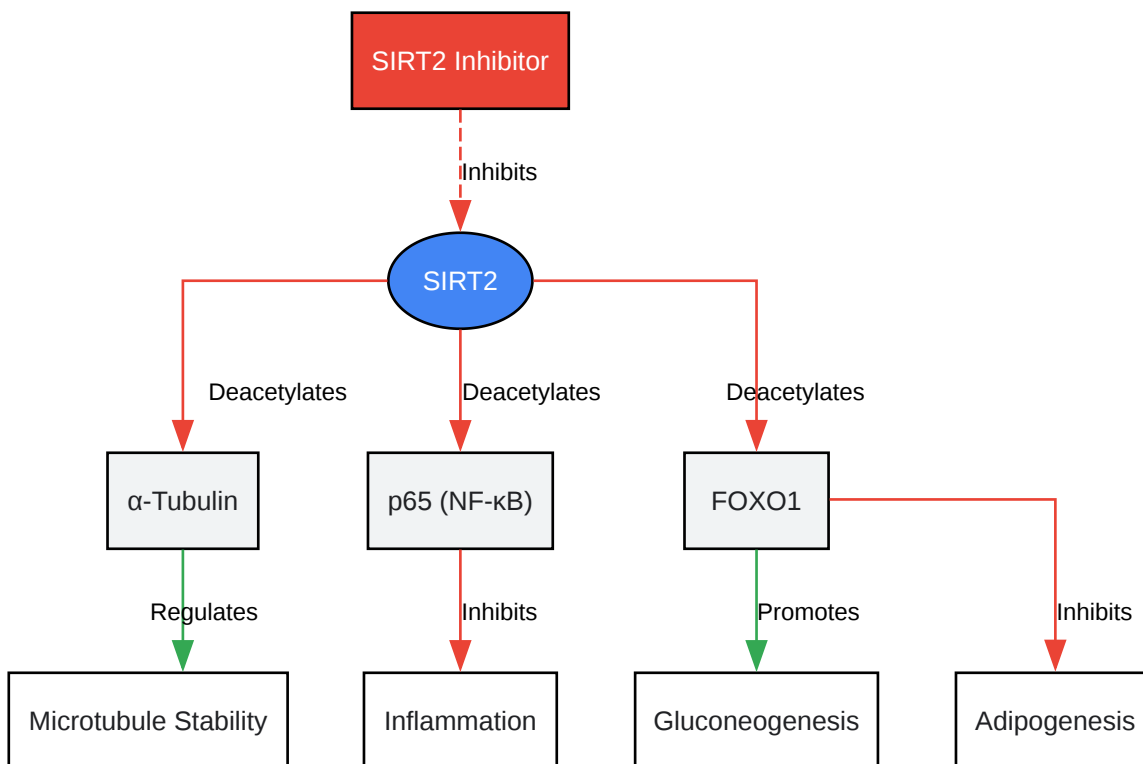 SIRT2 Inhibitor
Inhibits
SIRT2
Deacetylates
Deacetylates
Deacetylates
α-Tubulin
p65 (NF-κB)
FOXO1
Regulates
Inhibits
Promotes
Inhibits
Microtubule Stability
Inflammation
Gluconeogenesis
Adipogenesis